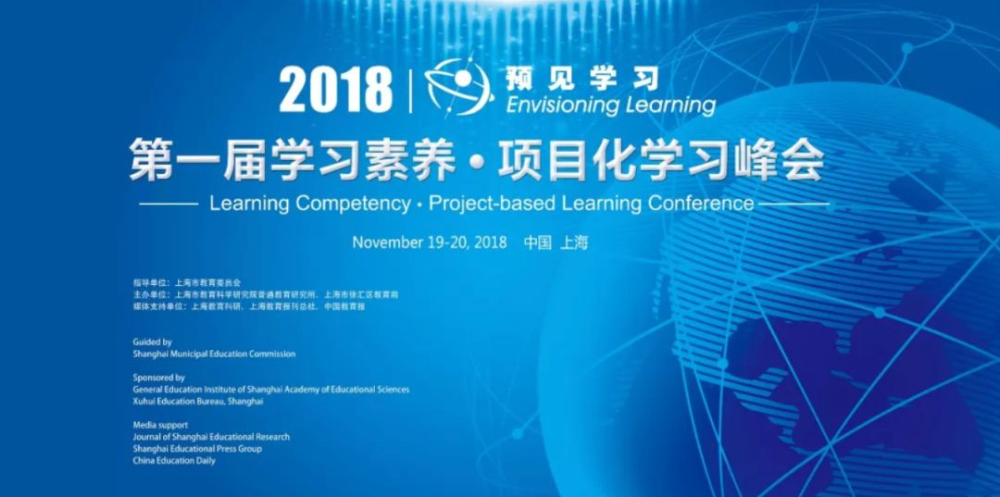 2018 预见学习
Envisioning Learning
第一届学习素养·项目化学习峰会
Learning Competency · Project-based Learning Conference
November 19-20, 2018 中国 上海
指导单位：上海市教育委员会
主办单位：上海市教育科学研究院普通教育研究所、上海市徐汇区教育局
媒体支持单位：上海教育科研、上海教育报刊总社、中国教育报
Guided by
Shanghai Municipal Education Commission
Sponsored by
General Education Institute of Shanghai Academy of Educational Sciences
Xuhui Education Bureau, Shanghai
Media support
Journal of Shanghai Educational Research
Shanghai Educational Press Group
China Education Daily